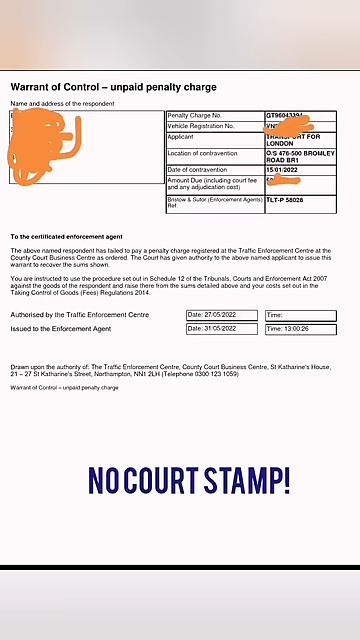 Warrant of Control – unpaid penalty charge
Name and address of the respondent
Penalty Charge No.
Vehicle Registration No.
Applicant
TRANSPORT FOR
LONDON
Location of contravention
O/S 476-500 BROMLEY
ROAD BR1
Date of contravention
15/01/2022
Amount Due (including court fee
and any adjudication cost)
Bristow & Sutor (Enforcement Agents)
Ref:
TLT-P 58028
To the certificated enforcement agent
The above named respondent has failed to pay a penalty charge registered at the Traffic Enforcement Centre at the
County Court Business Centre as ordered. The Court has given authority to the above named applicant to issue this
warrant to recover the sums shown.
You are instructed to use the procedure set out in Schedule 12 of the Tribunals, Courts and Enforcement Act 2007
against the goods of the respondent and raise there from the sums detailed above and your costs set out in the
Taking Control of Goods (Fees) Regulations 2014.
Authorised by the Traffic Enforcement Centre
Date: 27/05/2022
Time:
Issued to the Enforcement Agent
Date: 31/05/2022
Time: 13:00:26
Drawn upon the authority of: The Traffic Enforcement Centre, County Court Business Centre, St Katharine's House,
21 – 27 St Katharine's Street, Northampton, NN1 2LH (Telephone 0300 123 1059)
Warrant of Control – unpaid penalty charge
NO COURT STAMP!